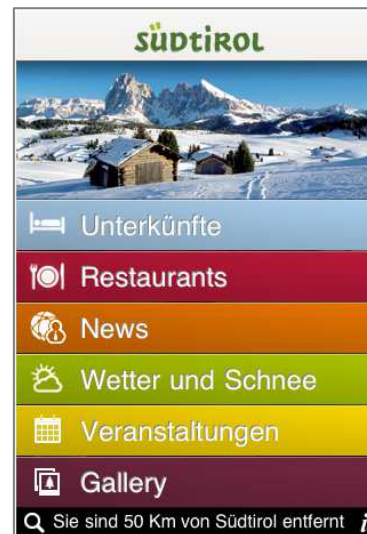 südtirol
Unterkünfte
Restaurants
News
Wetter und Schnee
Veranstaltungen
Gallery
Sie sind 50 Km von Südtirol entfernt i